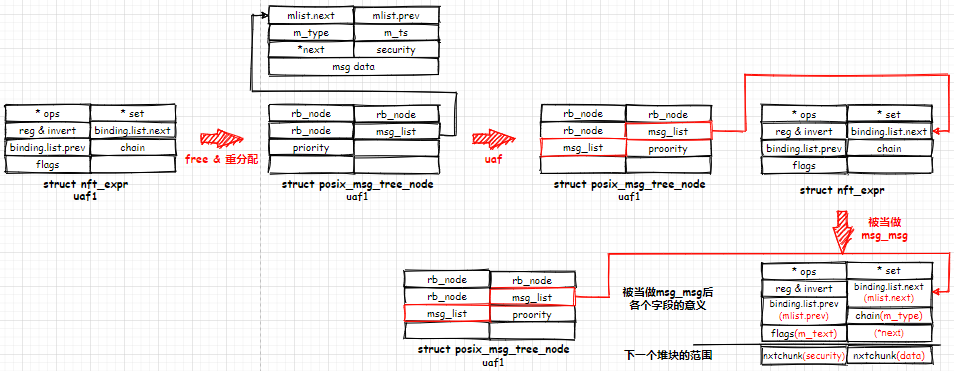 mlist.next mlist.prev
m_type m_ts
*next security
msg data
* ops * set
reg & invert binding.list.next
binding.list.prev chain
flags
struct nft_expr
uaf1
free & 重分配
rb_node rb_node
rb_node msg_list
priority
struct posix_msg_tree_node
uaf1
uaf
rb_node rb_node
rb_node msg_list
msg_list proority
struct posix_msg_tree_node
uaf1
* ops * set
reg & invert binding.list.next
binding.list.prev chain
flags
struct nft_expr
被当做
msg_msg
rb_node rb_node
rb_node msg_list
msg_list proority
struct posix_msg_tree_node
uaf1
被当做msg_msg后
各个字段的意义
下一个堆块的范围
* ops * set
reg & invert binding.list.next
(mlist.next)
binding.list.prev
(mlist.prev) chain(m_type)
flags(m_text) (*next)
nxtchunk(security) nxtchunk(data)